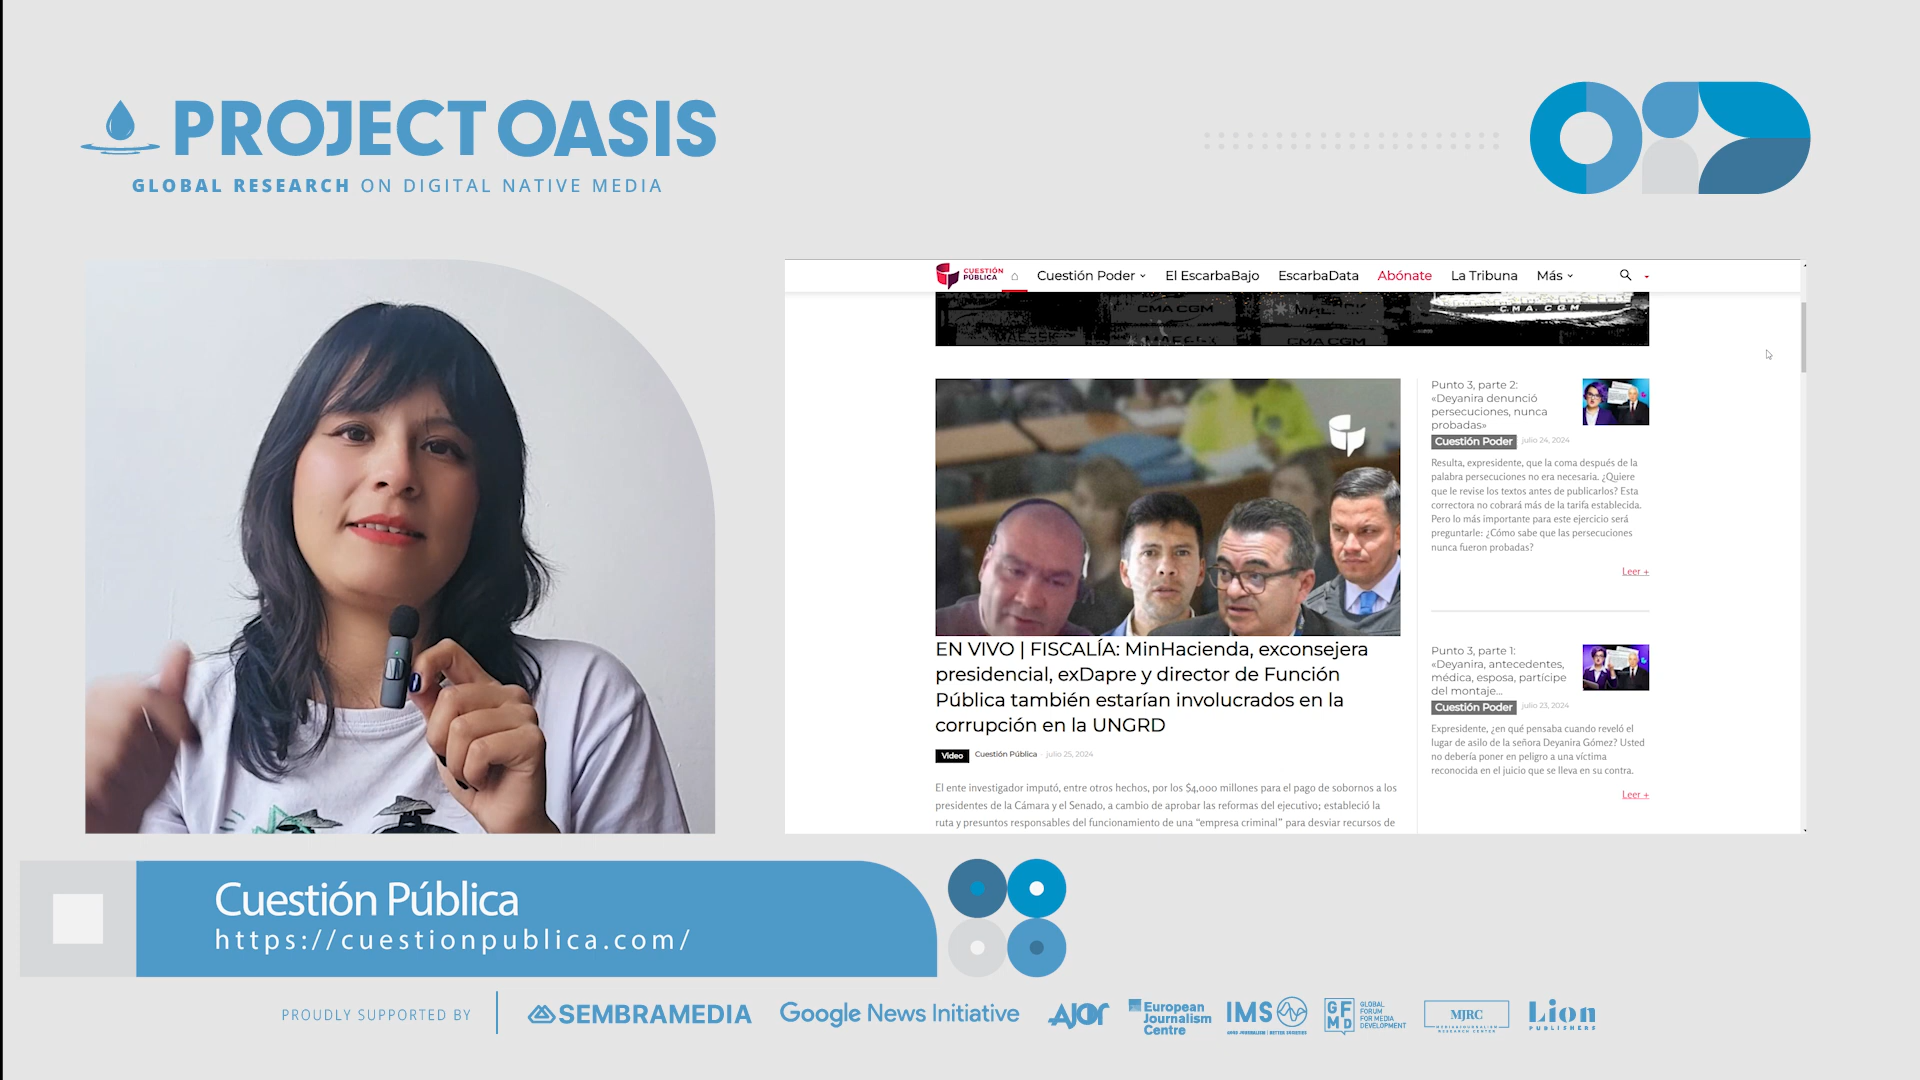 PROJECT OASIS
GLOBAL RESEARCH ON DIGITAL NATIVE MEDIA
CUESTIÓN
PÚBLICA
Cuestión Poder
El EscarbaBajo
EscarbaData
Abónate
La Tribuna
Más
CMA CGM
MAERSK
CMA CGM
C.M.A. C.G.M
EN VIVO | FISCALÍA: MinHacienda, exconsejera
presidencial, exDapre y director de Función
Pública también estarían involucrados en la
corrupción en la UNGRD
Video Cuestión Pública - julio 25, 2024
El ente investigador imputó, entre otros hechos, por los $4,000 millones para el pago de sobornos a los
presidentes de la Cámara y el Senado, a cambio de aprobar las reformas del ejecutivo; estableció la
ruta y presuntos responsables del funcionamiento de una “empresa criminal” para desviar recursos de
Punto 3, parte 2:
«Deyanira denunció
persecuciones, nunca
probadas»
Cuestión Poder julio 24, 2024
Resulta, expresidente, que la coma después de la
palabra persecuciones no era necesaria. ¿Quiere
que le revise los textos antes de publicarlos? Esta
correctora no cobrará más de la tarifa establecida.
Pero lo más importante para este ejercicio será
preguntarle: ¿Cómo sabe que las persecuciones
nunca fueron probadas?
Leer +
Punto 3, parte 1:
«Deyanira, antecedentes,
médica, esposa, partícipe
del montaje...
Cuestión Poder julio 23, 2024
Expresidente, ¿en qué pensaba cuando reveló el
lugar de asilo de la señora Deyanira Gómez? Usted
no debería poner en peligro a una víctima
reconocida en el juicio que se lleva en su contra.
Leer +
Cuestión Pública
https://cuestionpublica.com/
PROUDLY SUPPORTED BY
SEMBRAMEDIA
Google News Initiative
AJOr
European
Journalism
Centre
IMS
GFMD
GLOBAL
FORUM
FOR MEDIA
DEVELOPMENT
MJRC
MEDIA & JOURNALISM
RESEARCH CENTER
Lion
PUBLISHERS